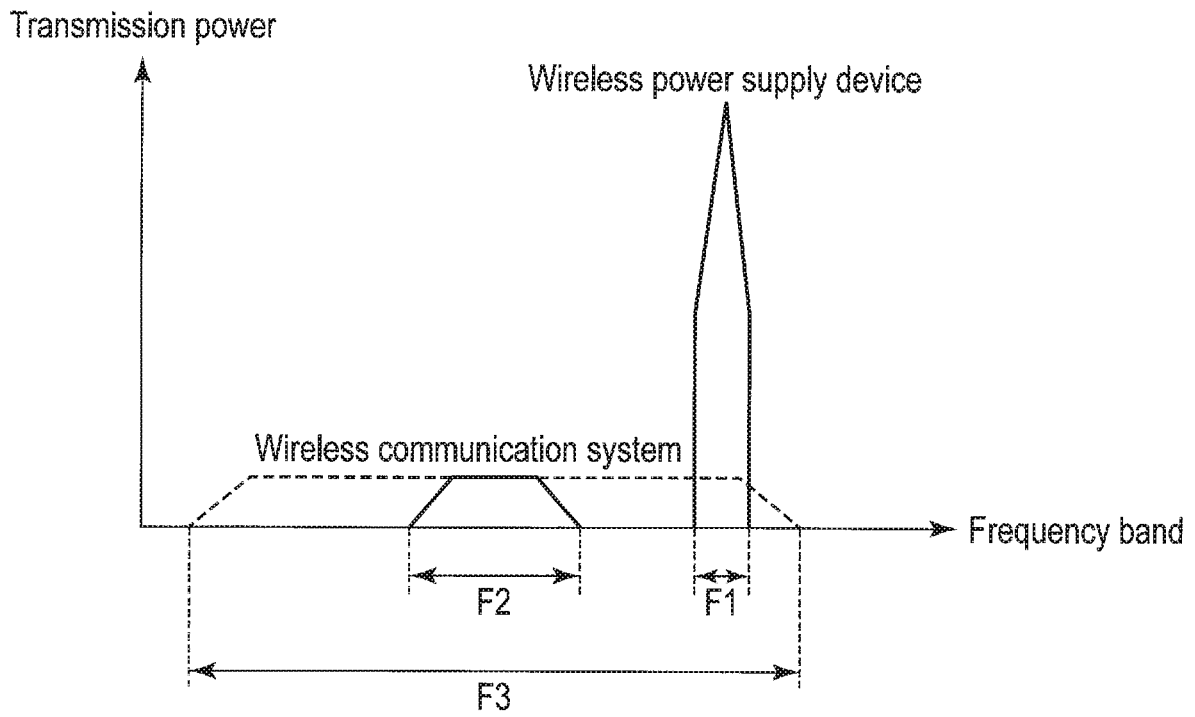 Transmission power
Wireless power supply device
Wireless communication system
Frequency band
F2
F1
F3